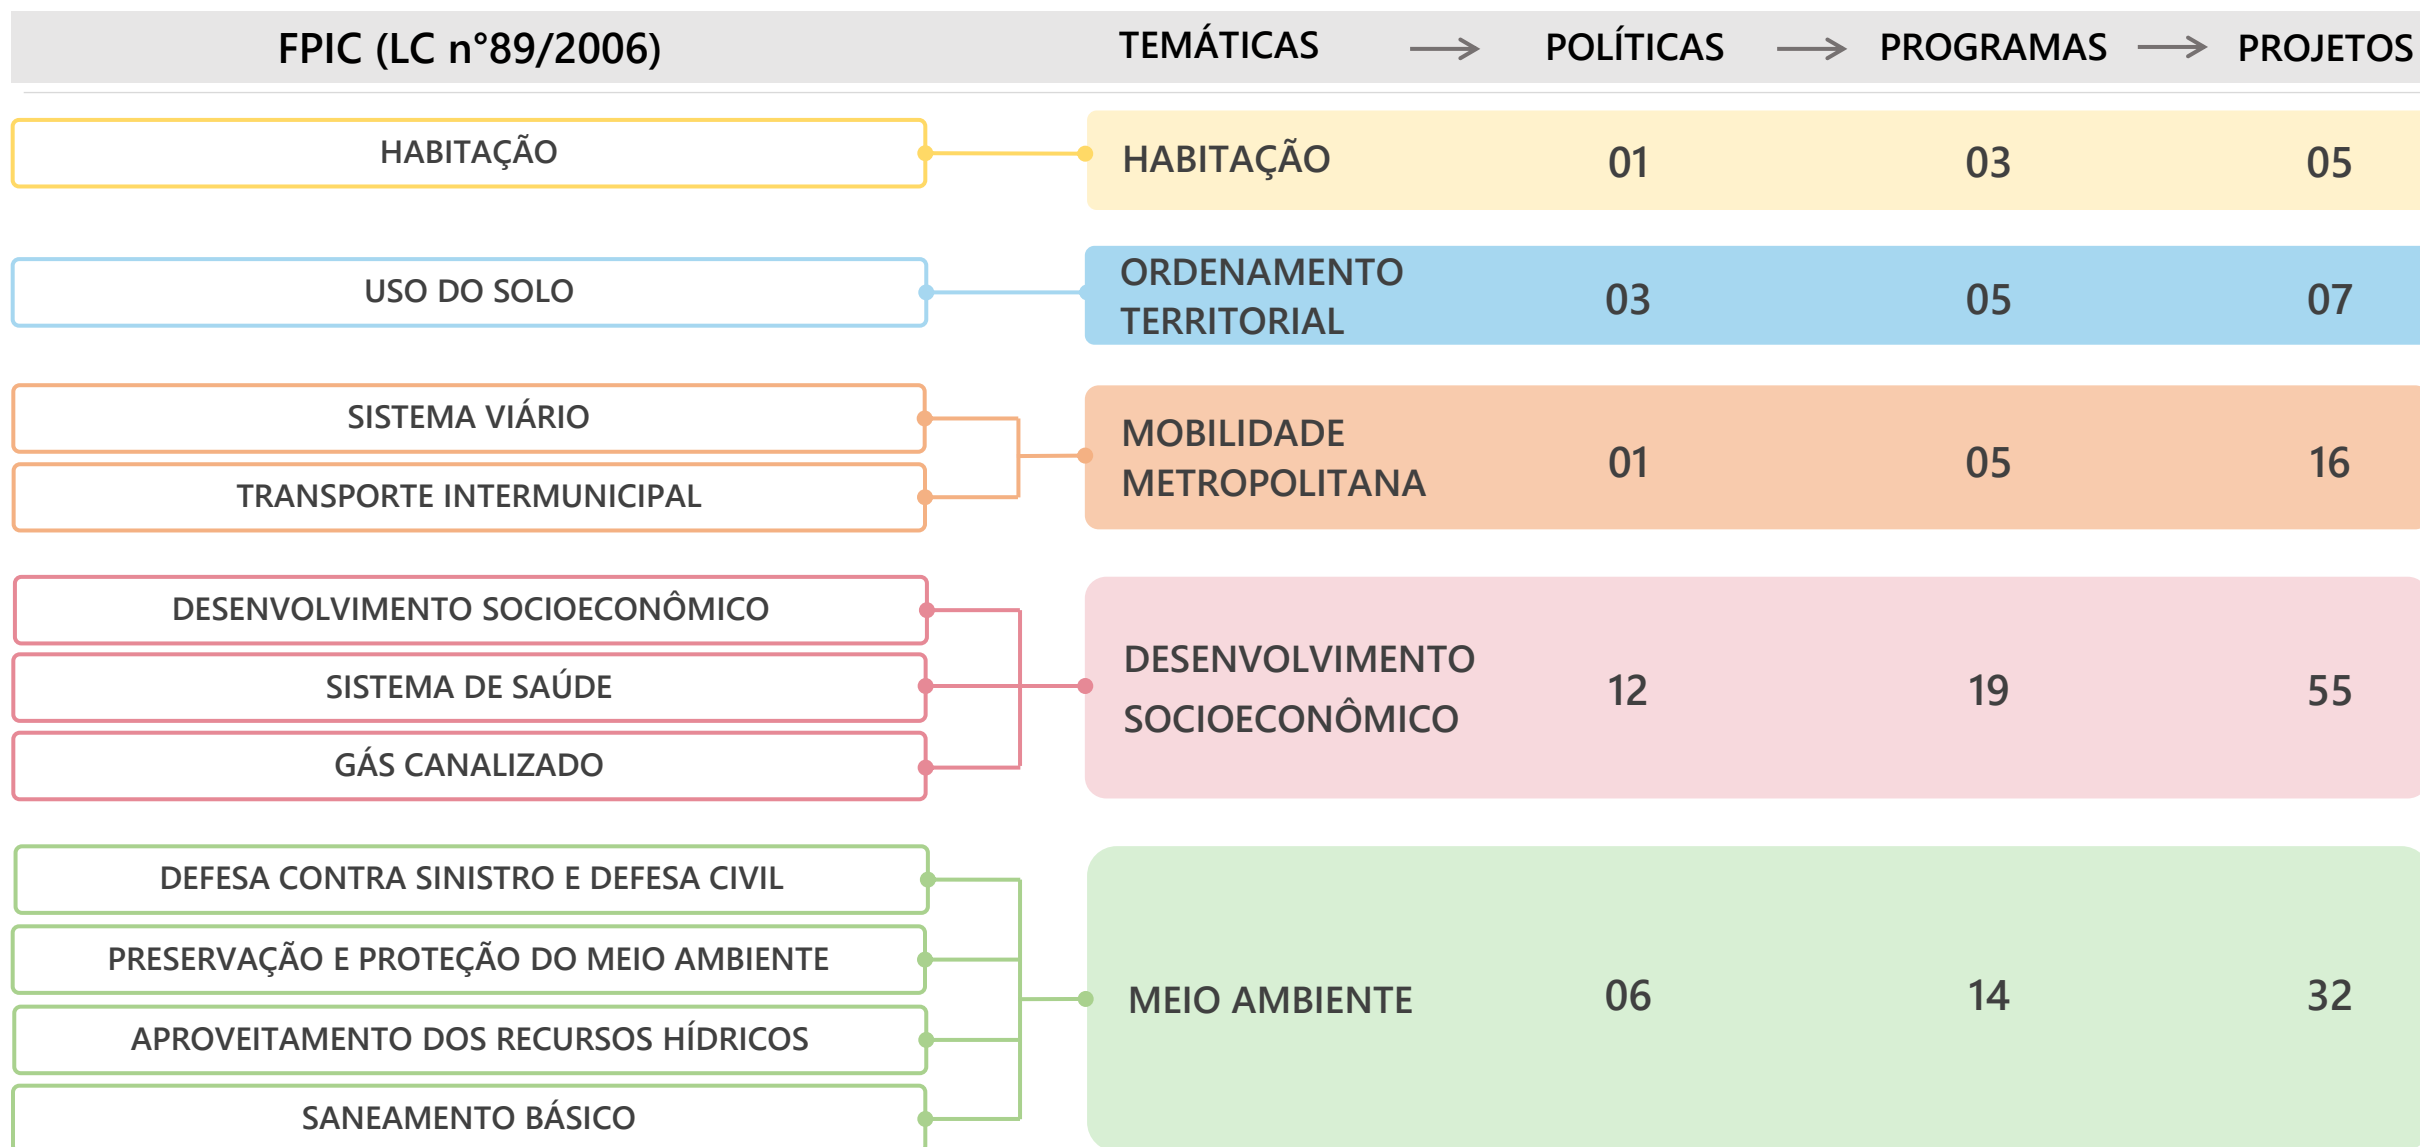 FPIC (LC n°89/2006) TEMÁTICAS POLÍTICAS PROGRAMAS PROJETOS
HABITAÇÃO
HABITAÇÃO 01 03 05
USO DO SOLO
ORDENAMENTO
TERRITORIAL
03 05 07
SISTEMA VIÁRIO
TRANSPORTE INTERMUNICIPAL
MOBILIDADE
METROPOLITANA
01 05 16
DESENVOLVIMENTO SOCIOECONÔMICO
SISTEMA DE SAÚDE
GÁS CANALIZADO
DESENVOLVIMENTO
SOCIOECONÔMICO
12 19 55
DEFESA CONTRA SINISTRO E DEFESA CIVIL
PRESERVAÇÃO E PROTEÇÃO DO MEIO AMBIENTE
APROVEITAMENTO DOS RECURSOS HÍDRICOS
SANEAMENTO BÁSICO
MEIO AMBIENTE 06 14 32